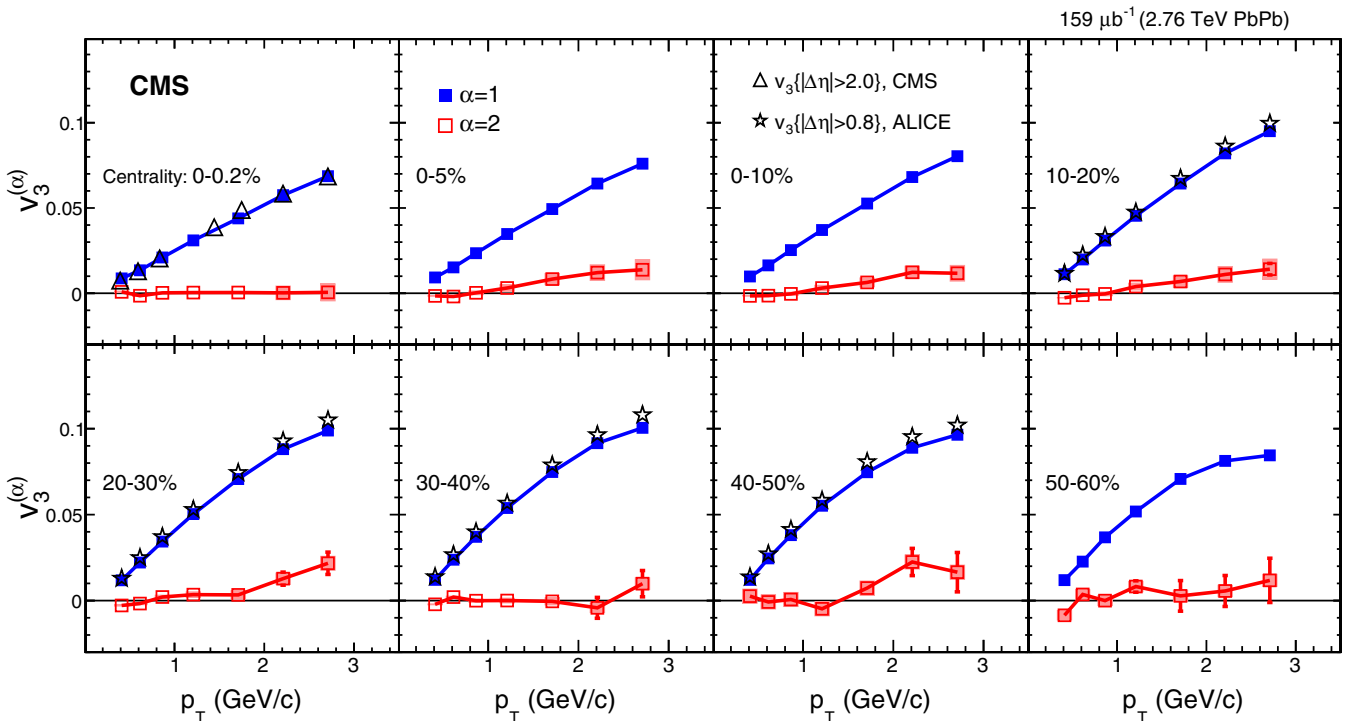 159 μb⁻¹ (2.76 TeV PbPb)
CMS
α=1
α=2
v₃{|Δη|>2.0}, CMS
v₃{|Δη|>0.8}, ALICE
0.1
0.05
0
v₃^(α)
Centrality: 0-0.2%
0-5%
0-10%
10-20%
0.1
0.05
0
v₃^(α)
20-30%
30-40%
40-50%
50-60%
1 2 3 1 2 3 1 2 3 1 2 3
p_T (GeV/c) p_T (GeV/c) p_T (GeV/c) p_T (GeV/c)